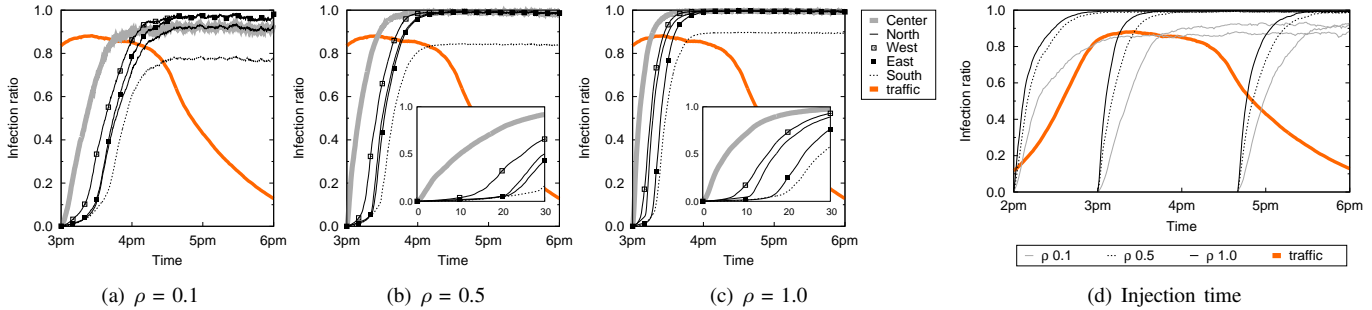 Infection ratio
1.0
0.8
0.6
0.4
0.2
0.0
3pm 4pm 5pm 6pm
Time
(a) ρ = 0.1
Infection ratio
1.0
0.8
0.6
0.4
0.2
0.0
3pm 4pm 5pm 6pm
Time
1.0
0.5
0.0
0 10 20 30
(b) ρ = 0.5
Infection ratio
1.0
0.8
0.6
0.4
0.2
0.0
3pm 4pm 5pm 6pm
Time
1.0
0.5
0.0
0 10 20 30
(c) ρ = 1.0
Center
North
West
East
South
traffic
Infection ratio
1.0
0.8
0.6
0.4
0.2
0.0
2pm 3pm 4pm 5pm 6pm
Time
ρ 0.1 ρ 0.5 ρ 1.0 traffic
(d) Injection time